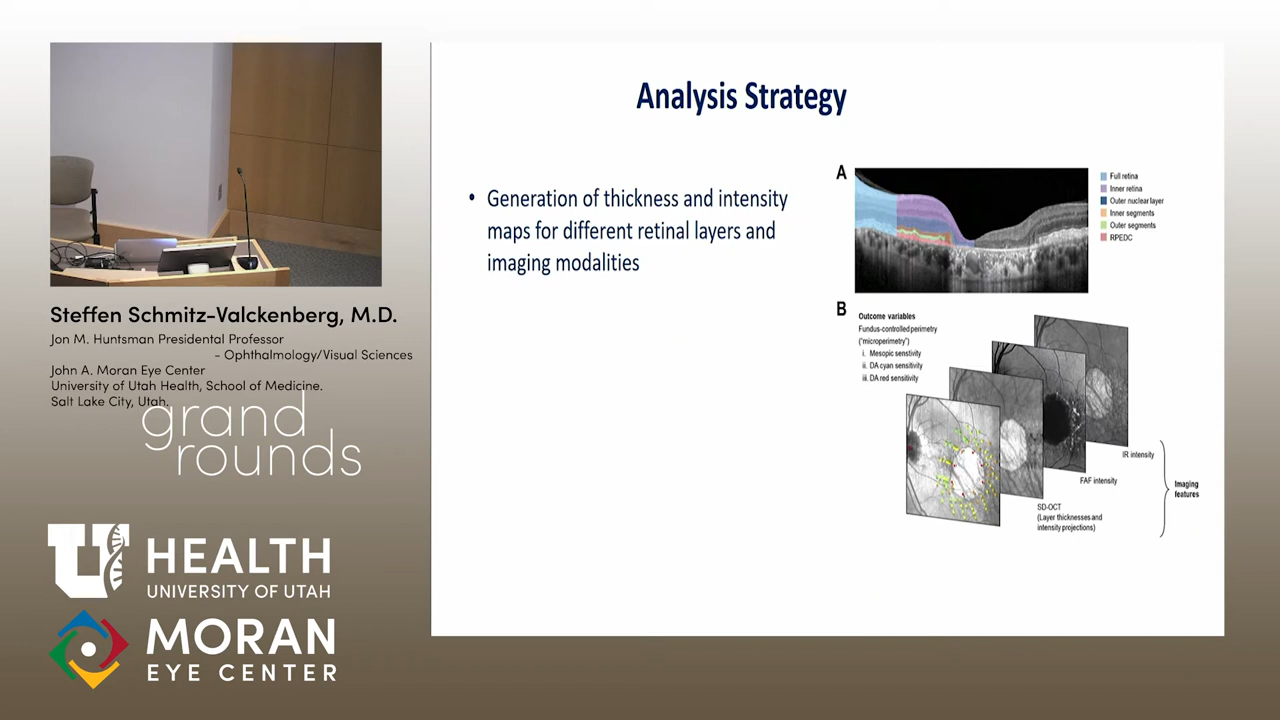 Analysis Strategy
• Generation of thickness and intensity
maps for different retinal layers and
imaging modalities
A
Full retina
Inner retina
Outer nuclear layer
Inner segments
Outer segments
RPEDC
B
Outcome variables
Fundus-controlled perimetry
("microperimetry")
i. Mesopic senstivity
ii. DA cyan sensitivity
iii. DA red sensitivity
IR intensity
FAF intensity
SD-OCT
(Layer thicknesses and
intensity projections)
Imaging
features
Steffen Schmitz-Valckenberg, M.D.
Jon M. Huntsman Presidental Professor
- Ophthalmology/Visual Sciences
John A. Moran Eye Center
University of Utah Health, School of Medicine.
Salt Lake City, Utah.
grand
rounds
U HEALTH
UNIVERSITY OF UTAH
MORAN
EYE CENTER